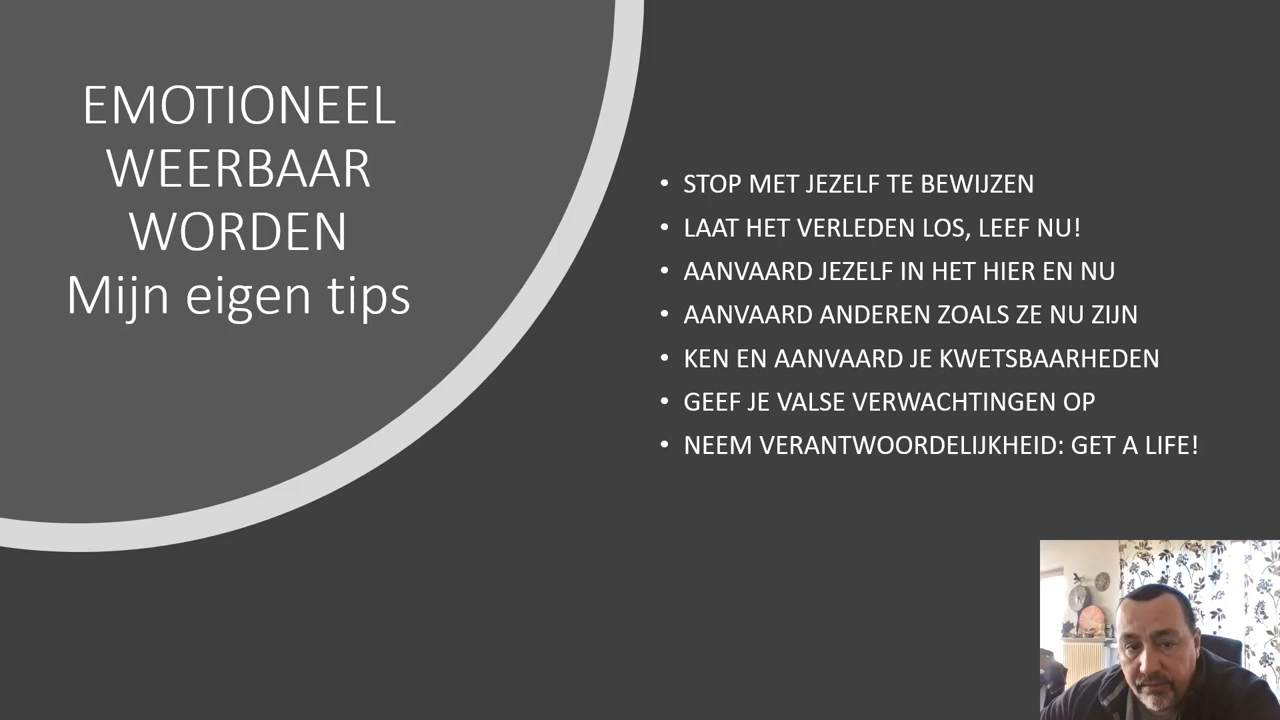 EMOTIONEEL
WEERBAAR
WORDEN
Mijn eigen tips
• STOP MET JEZELF TE BEWIJZEN
• LAAT HET VERLEDEN LOS, LEEF NU!
• AANVAARD JEZELF IN HET HIER EN NU
• AANVAARD ANDEREN ZOALS ZE NU ZIJN
• KEN EN AANVAARD JE KWETSBAARHEDEN
• GEEF JE VALSE VERWACHTINGEN OP
• NEEM VERANTWOORDELIJKHEID: GET A LIFE!